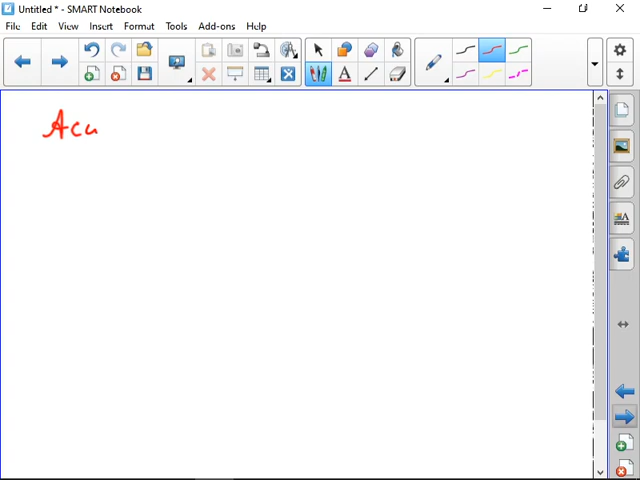 Untitled * - SMART Notebook
File Edit View Insert Format Tools Add-ons Help
Acu